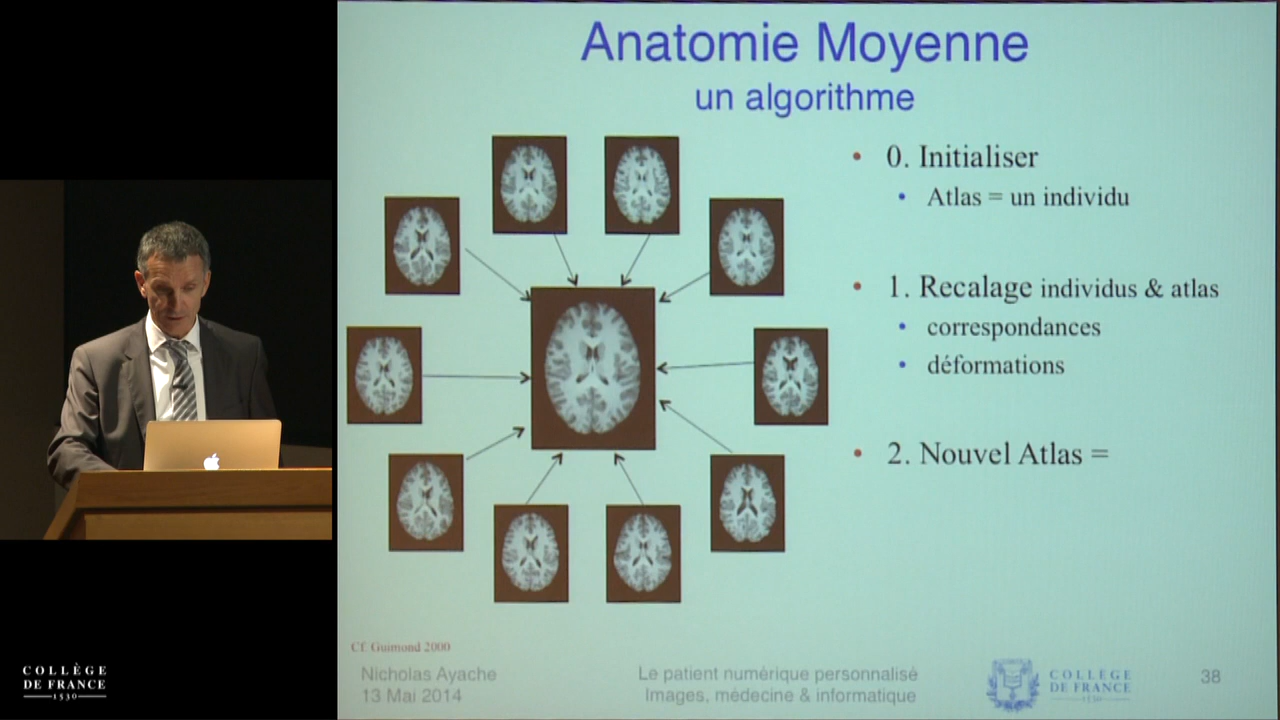 Anatomie Moyenne
un algorithme
• 0. Initialiser
• Atlas = un individu
• 1. Recalage individus & atlas
• correspondances
• déformations
• 2. Nouvel Atlas =
Cf. Guimond 2000
Nicholas Ayache
13 Mai 2014
Le patient numérique personnalisé
Images, médecine & informatique
COLLÈGE
DE FRANCE
1530
38
COLLÈGE
DE FRANCE
1530